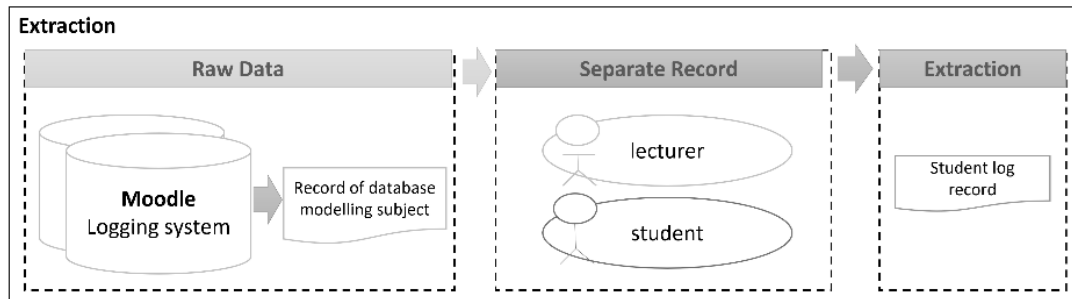 Extraction
Raw Data
Separate Record
Extraction
Moodle
Logging system
Record of database
modelling subject
lecturer
student
Student log
record